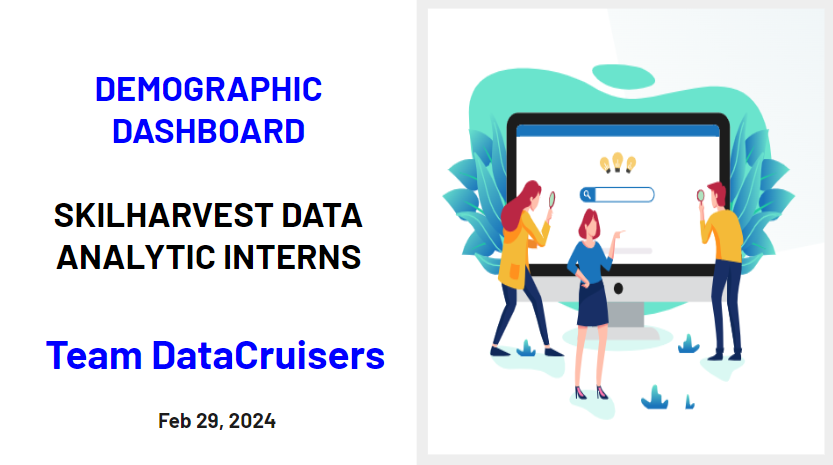 DEMOGRAPHIC
DASHBOARD
SKILHARVEST DATA
ANALYTIC INTERNS
Team DataCruisers
Feb 29, 2024